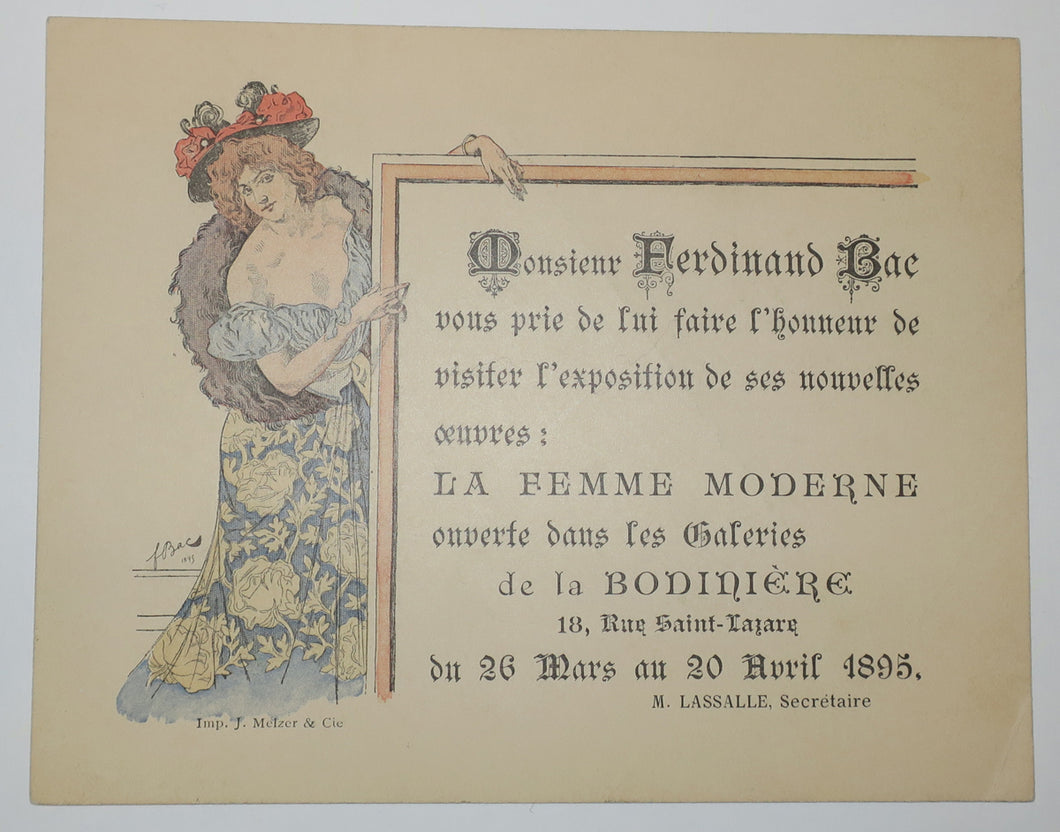 Monsieur Ferdinand Bac
vous prie de lui faire l'honneur de
visiter l'exposition de ses nouvelles
œuvres :
LA FEMME MODERNE
ouverte dans les Galeries
de la BODINIÈRE
18, Rue Saint-Lazare
du 26 Mars au 20 Avril 1895.
M. LASSALLE, Secrétaire
f Bac
1895
Imp. J. Melzer & Cie